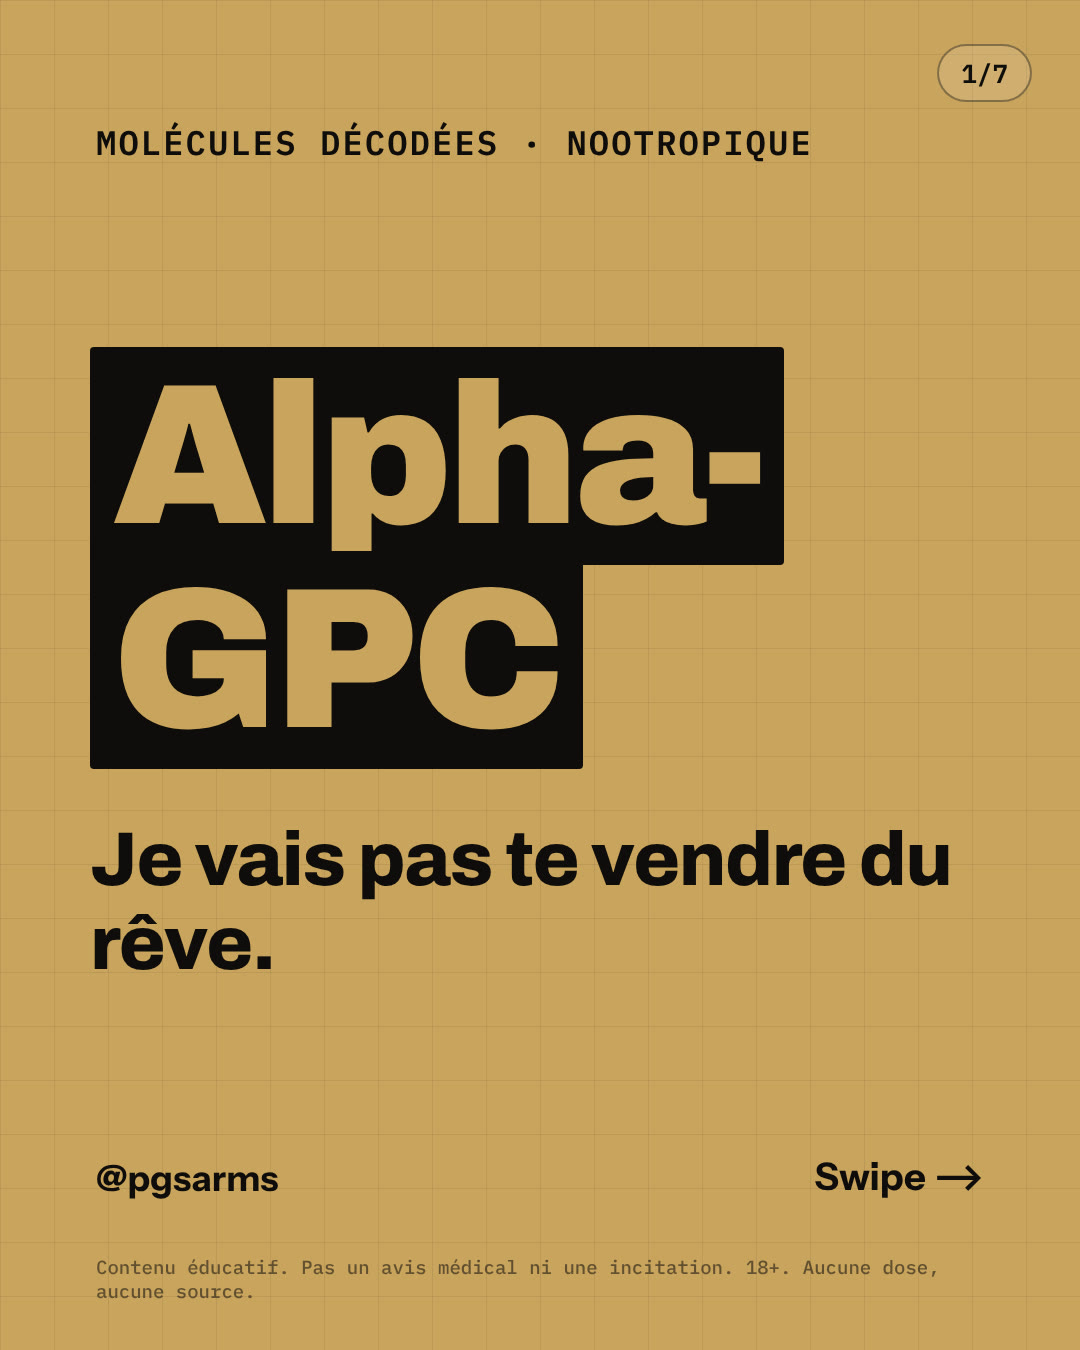 1/7
MOLÉCULES DÉCODÉES · NOOTROPIQUE
Alpha-
GPC
Je vais pas te vendre du
rêve.
@pgsarms
Swipe →
Contenu éducatif. Pas un avis médical ni une incitation. 18+. Aucune dose,
aucune source.